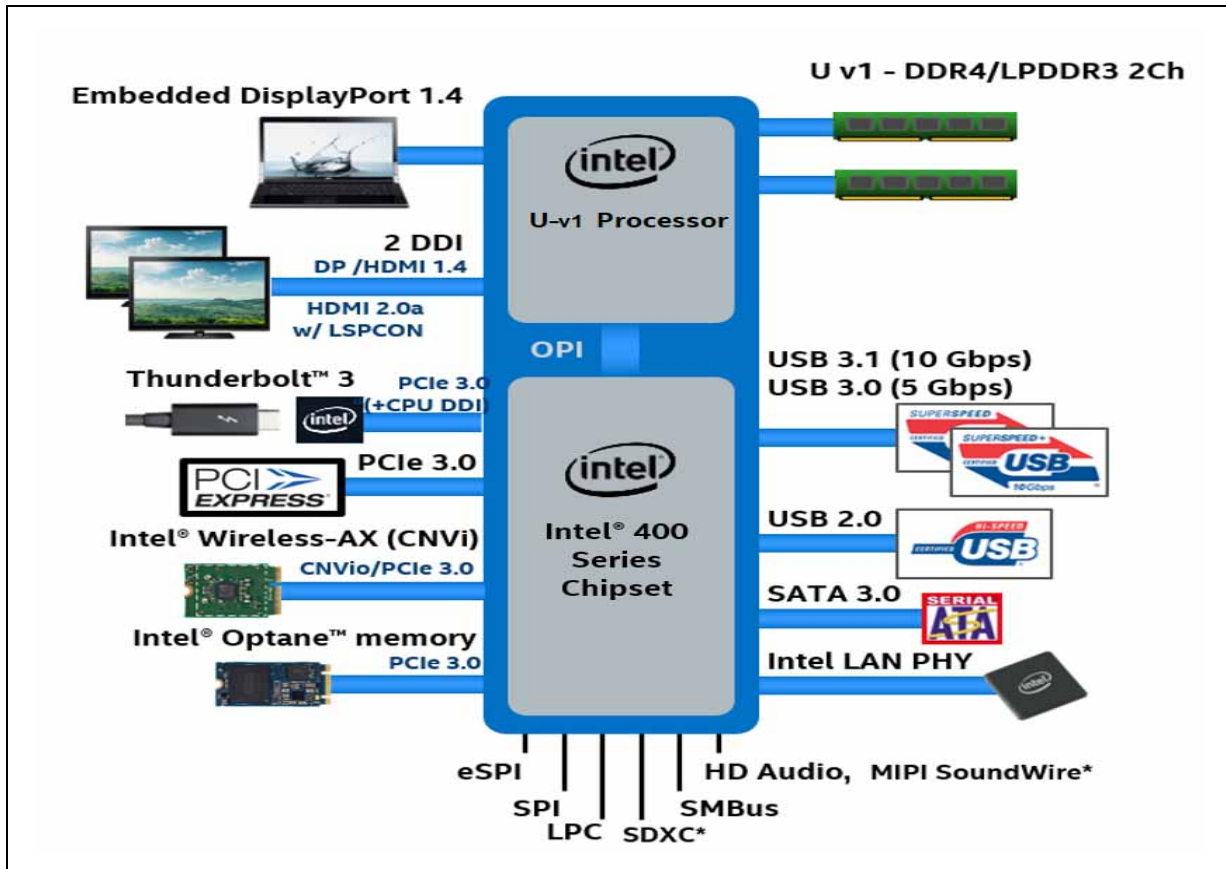 U v1 - DDR4/LPDDR3 2Ch
Embedded DisplayPort 1.4
intel
U-v1 Processor
2 DDI
DP /HDMI 1.4
HDMI 2.0a
w/ LSPCON
OPI
Thunderbolt™ 3
PCIe 3.0
(+CPU DDI)
intel
PCI
EXPRESS
PCIe 3.0
Intel® Wireless-AX (CNVi)
CNVio/PCIe 3.0
Intel® Optane™ memory
PCIe 3.0
intel
Intel® 400
Series
Chipset
USB 3.1 (10 Gbps)
USB 3.0 (5 Gbps)
SUPERSPEED
CERTIFIED
SUPERSPEED+
CERTIFIED
USB
10Gbps
USB 2.0
HI-SPEED
CERTIFIED
USB
SATA 3.0
SERIAL
ATA
Intel LAN PHY
intel
eSPI
SPI
LPC
SDXC*
SMBus
HD Audio, MIPI SoundWire*